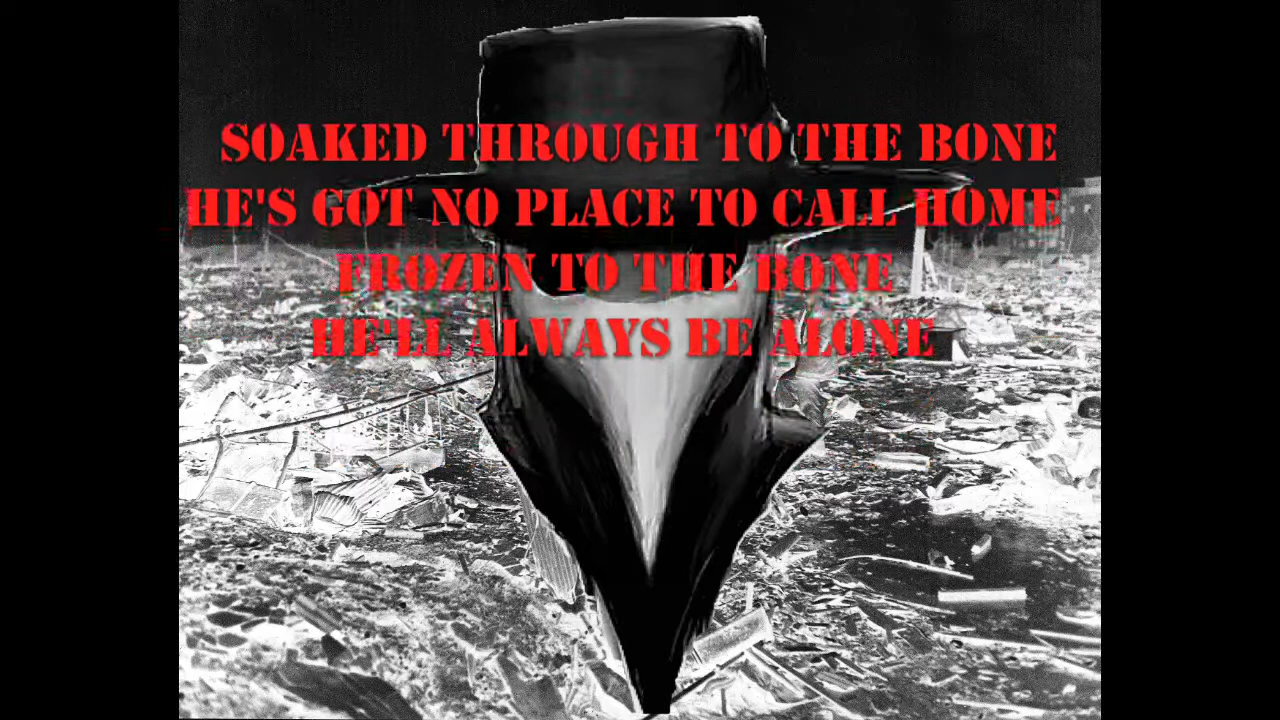 SOAKED THROUGH TO THE BONE
HE'S GOT NO PLACE TO CALL HOME
FROZEN TO THE BONE
HE'LL ALWAYS BE ALONE